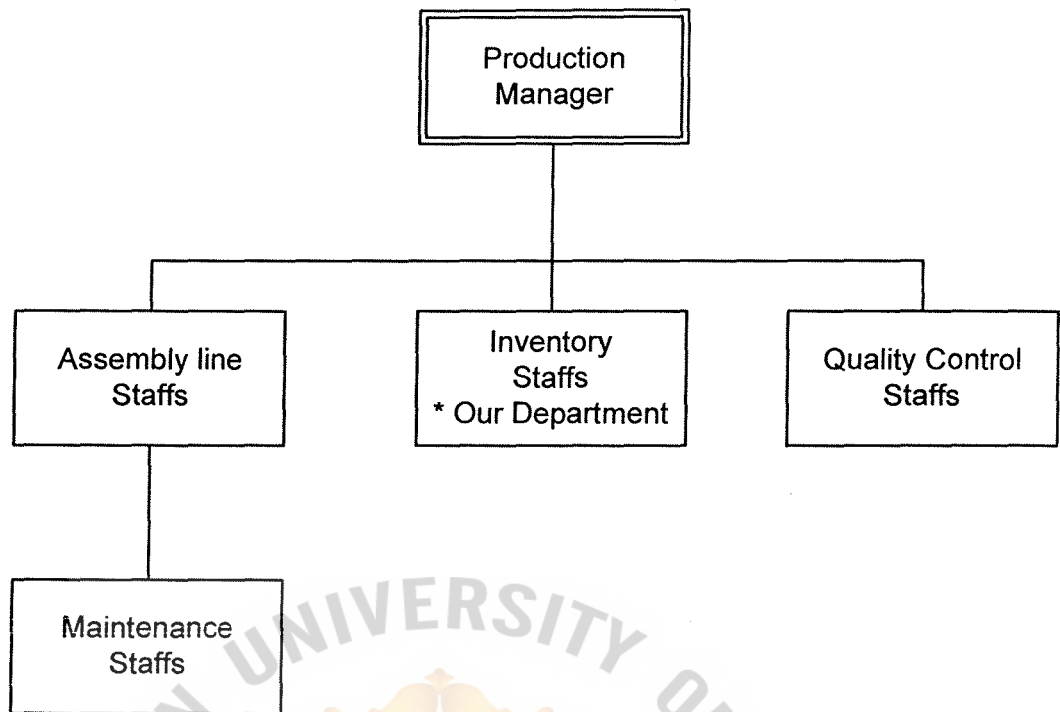 Production
Manager
Assembly line
Staffs
Inventory
Staffs
* Our Department
Quality Control
Staffs
Maintenance
Staffs
UNIVERSITY